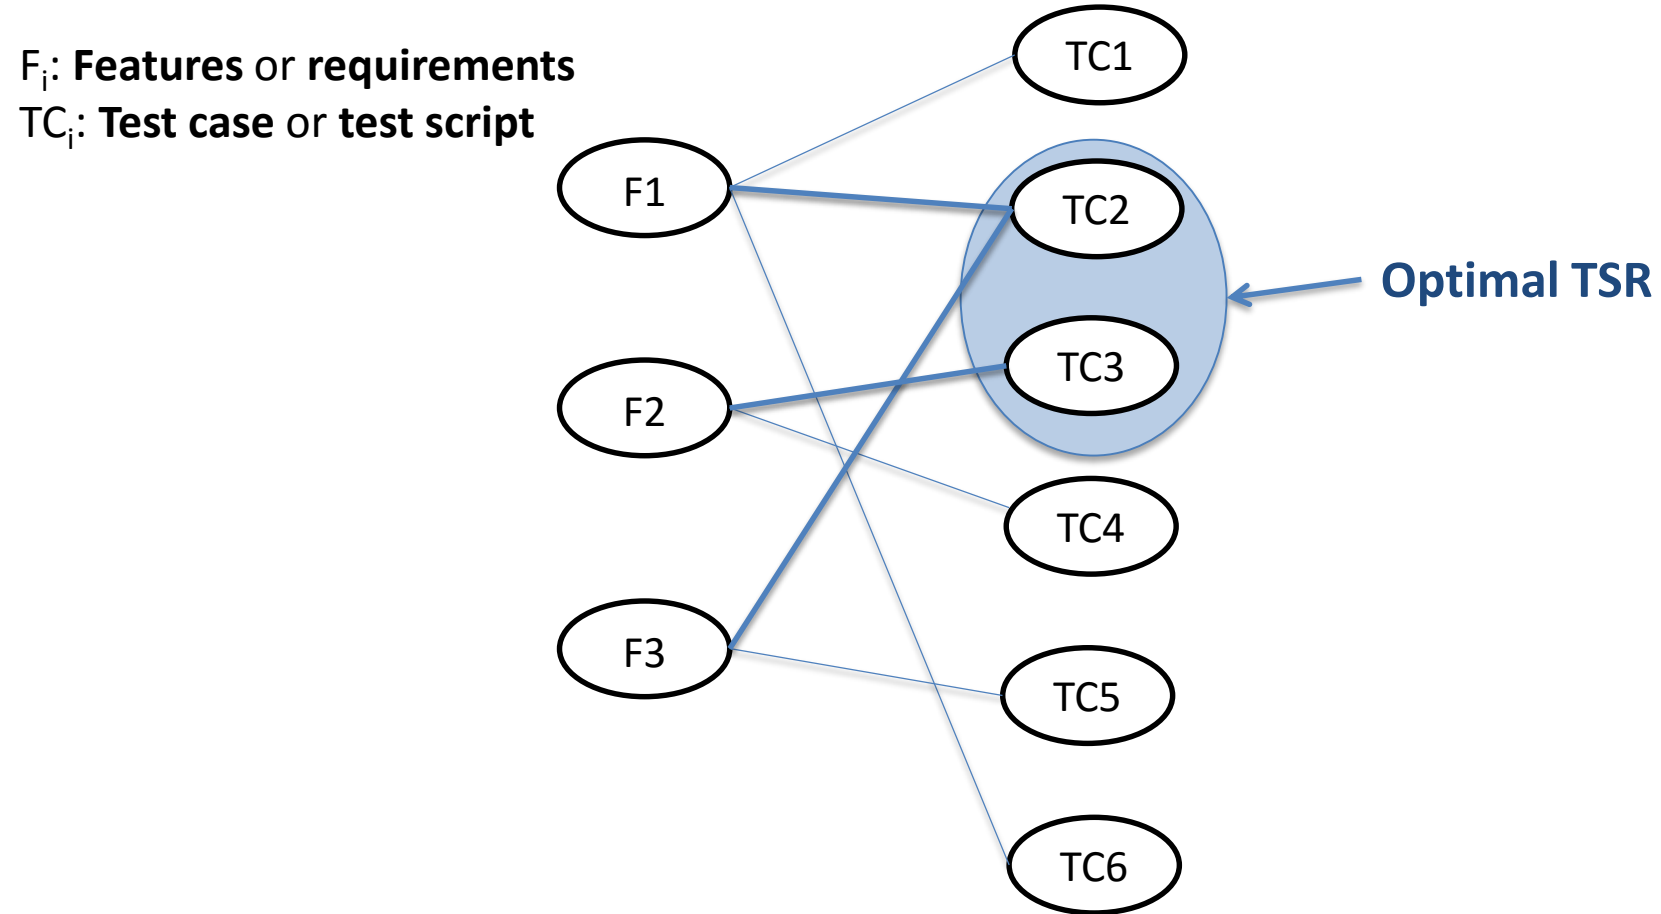 Fi: Features or requirements
TCi: Test case or test script
TC1
F1
TC2
Optimal TSR
TC3
F2
TC4
F3
TC5
TC6